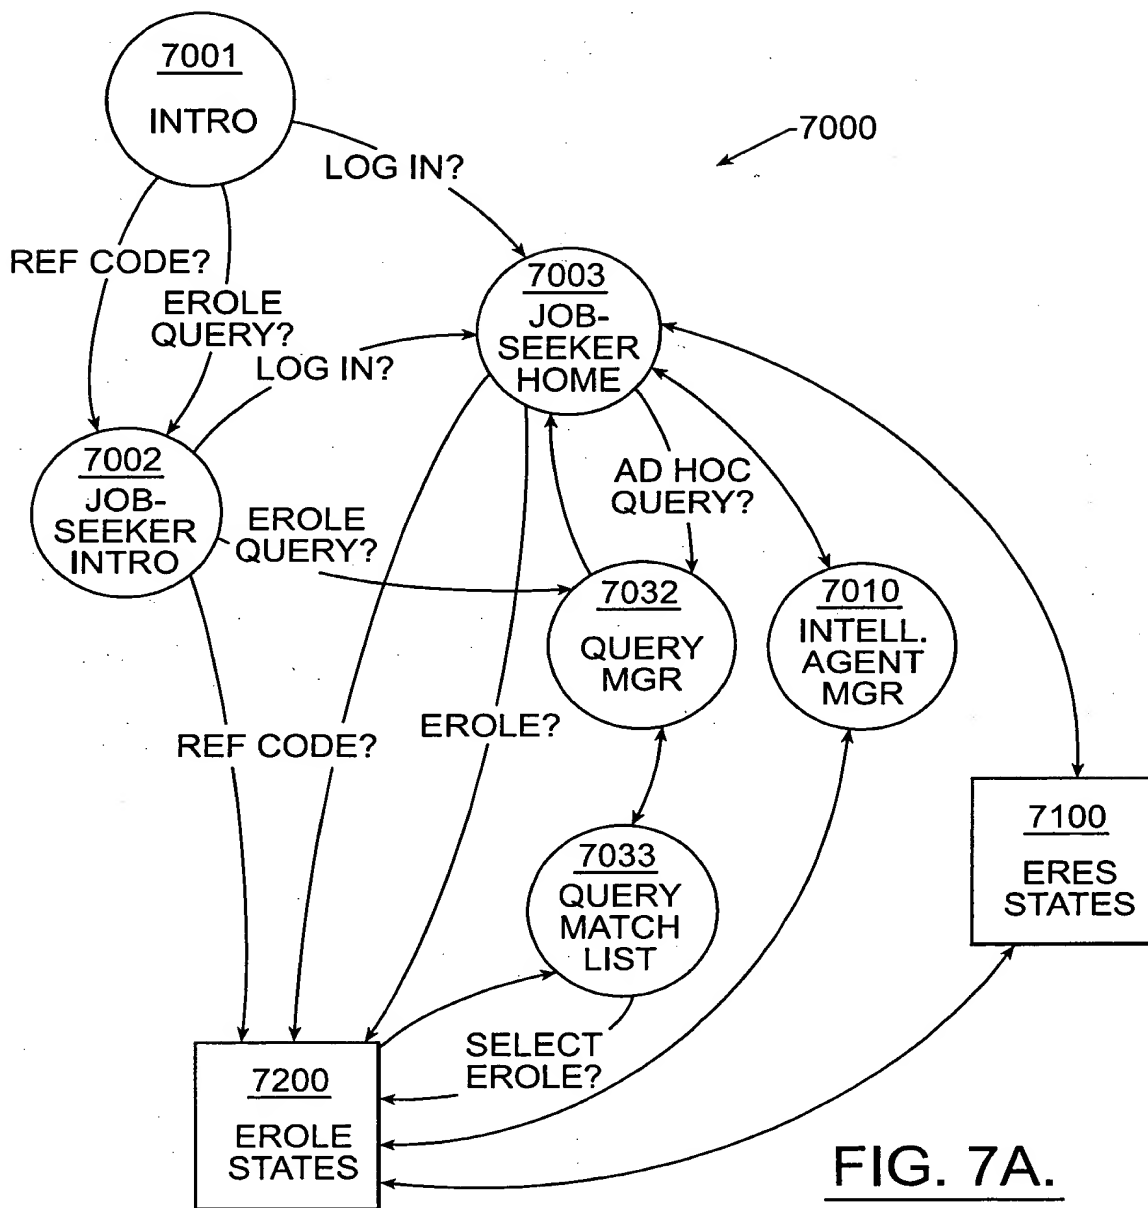 7001
INTRO
7000
LOG IN?
REF CODE?
EROLE
QUERY?
7003
JOB-
SEEKER
HOME
LOG IN?
7002
JOB-
SEEKER
INTRO
AD HOC
QUERY?
EROLE
QUERY?
7032
QUERY
MGR
7010
INTELL.
AGENT
MGR
REF CODE?
EROLE?
7100
ERES
STATES
7033
QUERY
MATCH
LIST
SELECT
EROLE?
7200
EROLE
STATES
FIG. 7A.